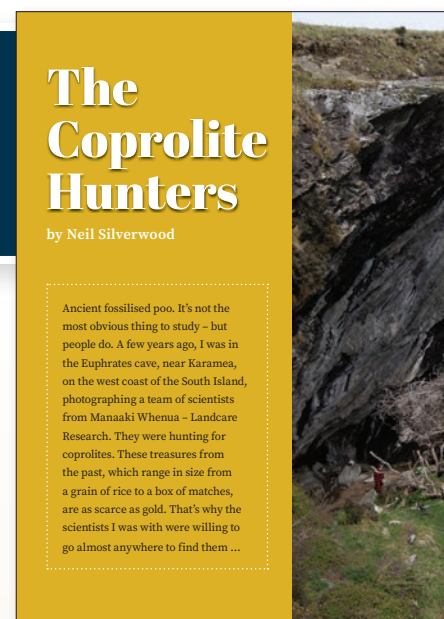 The
Coprolite
Hunters
by Neil Silverwood
Ancient fossilised poo. It’s not the
most obvious thing to study – but
people do. A few years ago, I was in
the Euphrates cave, near Karamea,
on the west coast of the South Island,
photographing a team of scientists
from Manaaki Whenua – Landcare
Research. They were hunting for
coprolites. These treasures from
the past, which range in size from
a grain of rice to a box of matches,
are as scarce as gold. That’s why the
scientists I was with were willing to
go almost anywhere to find them ...